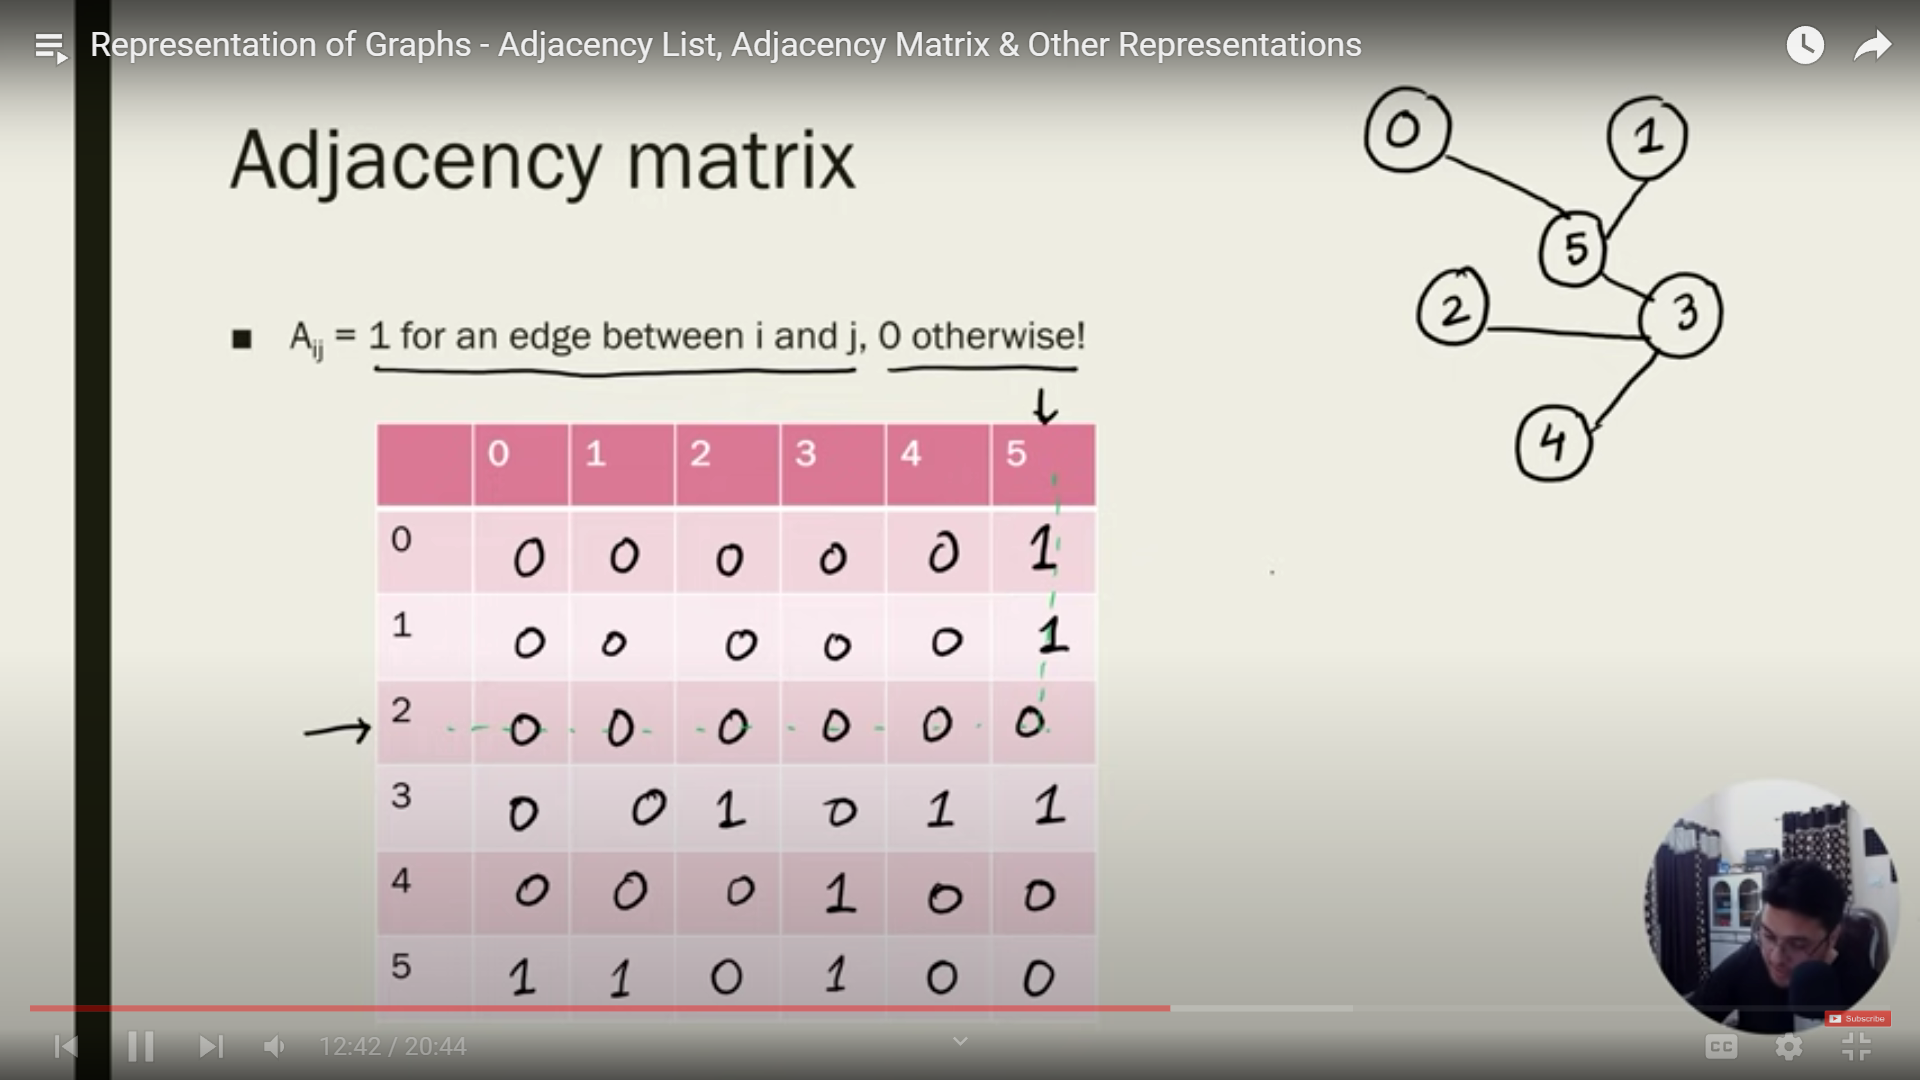 Representation of Graphs - Adjacency List, Adjacency Matrix & Other Representations
Adjacency matrix
■ Aij = 1 for an edge between i and j, 0 otherwise!
0 1 2 3 4 5
0 0 0 0 0 0 1
1 0 0 0 0 0 1
2 0 0 0 0 0 0
3 0 0 1 0 1 1
4 0 0 0 1 0 0
5 1 1 0 1 0 0
0
1
5
2
3
4
Subscribe
12:42 / 20:44
CC